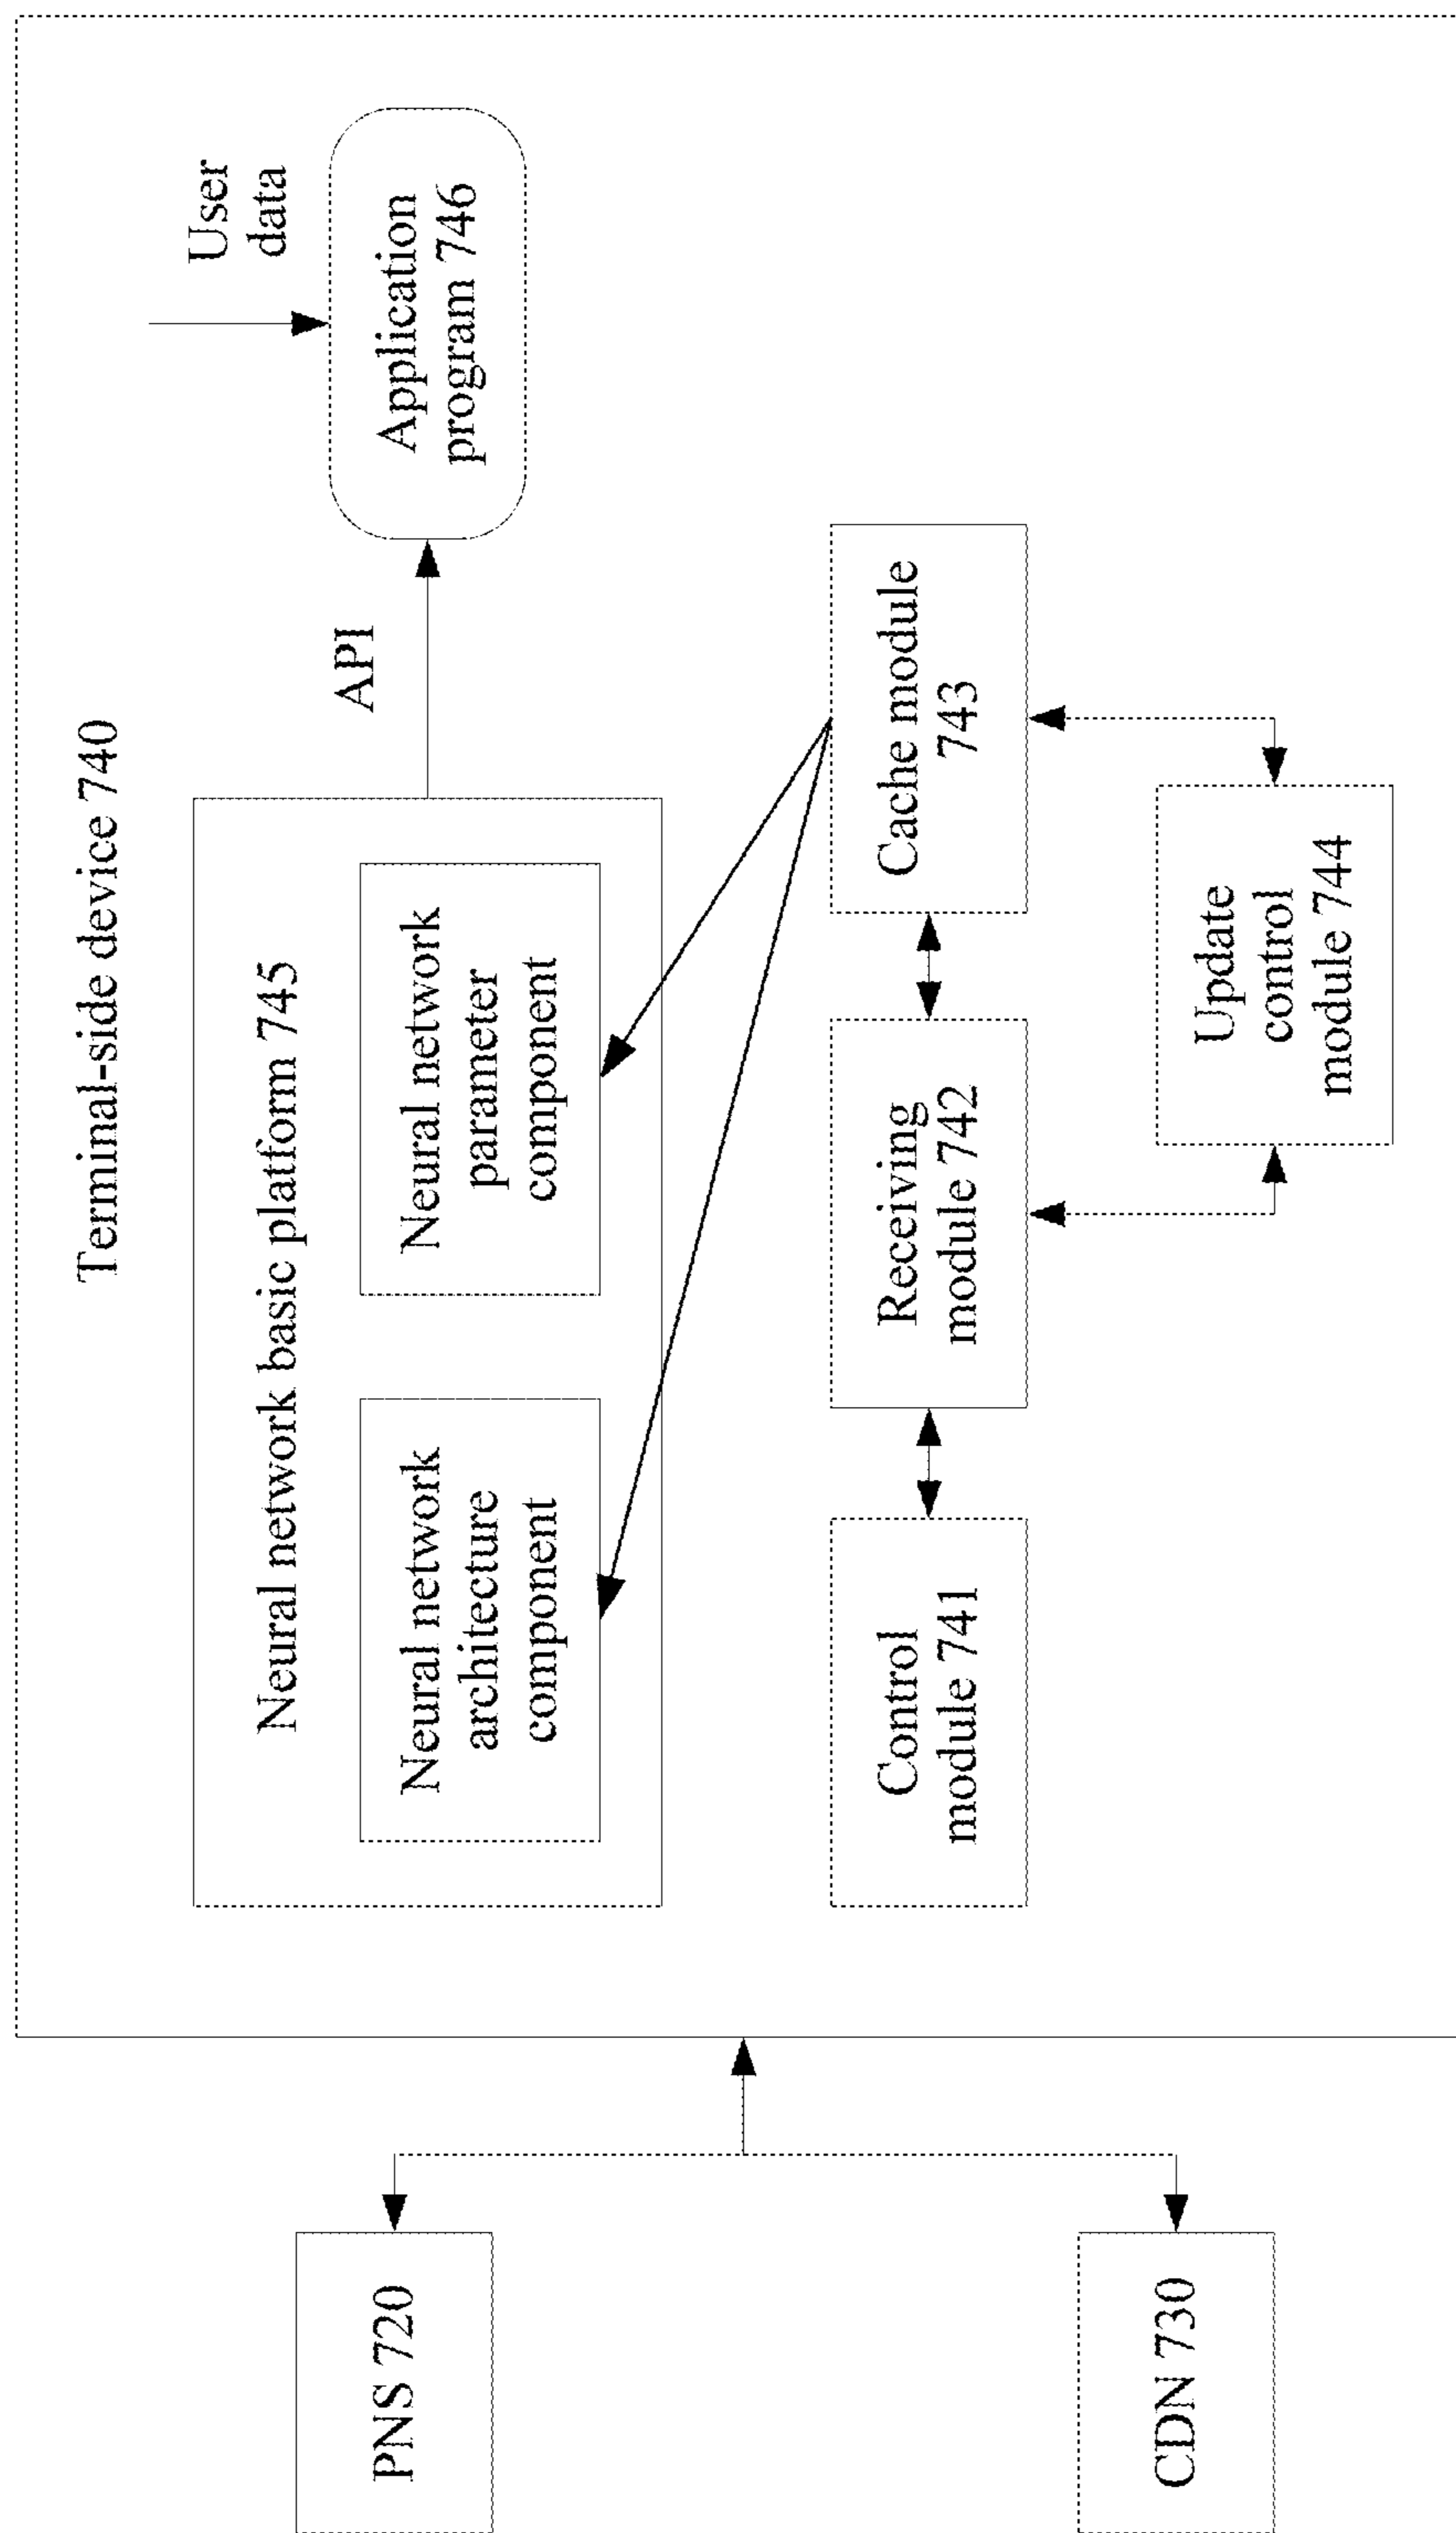 Terminal-side device 740
Neural network basic platform 745
Neural network
architecture
component
Neural network
parameter
component
API
User
data
Application
program 746
PNS 720
CDN 730
Control
module 741
Receiving
module 742
Cache module
743
Update
control
module 744